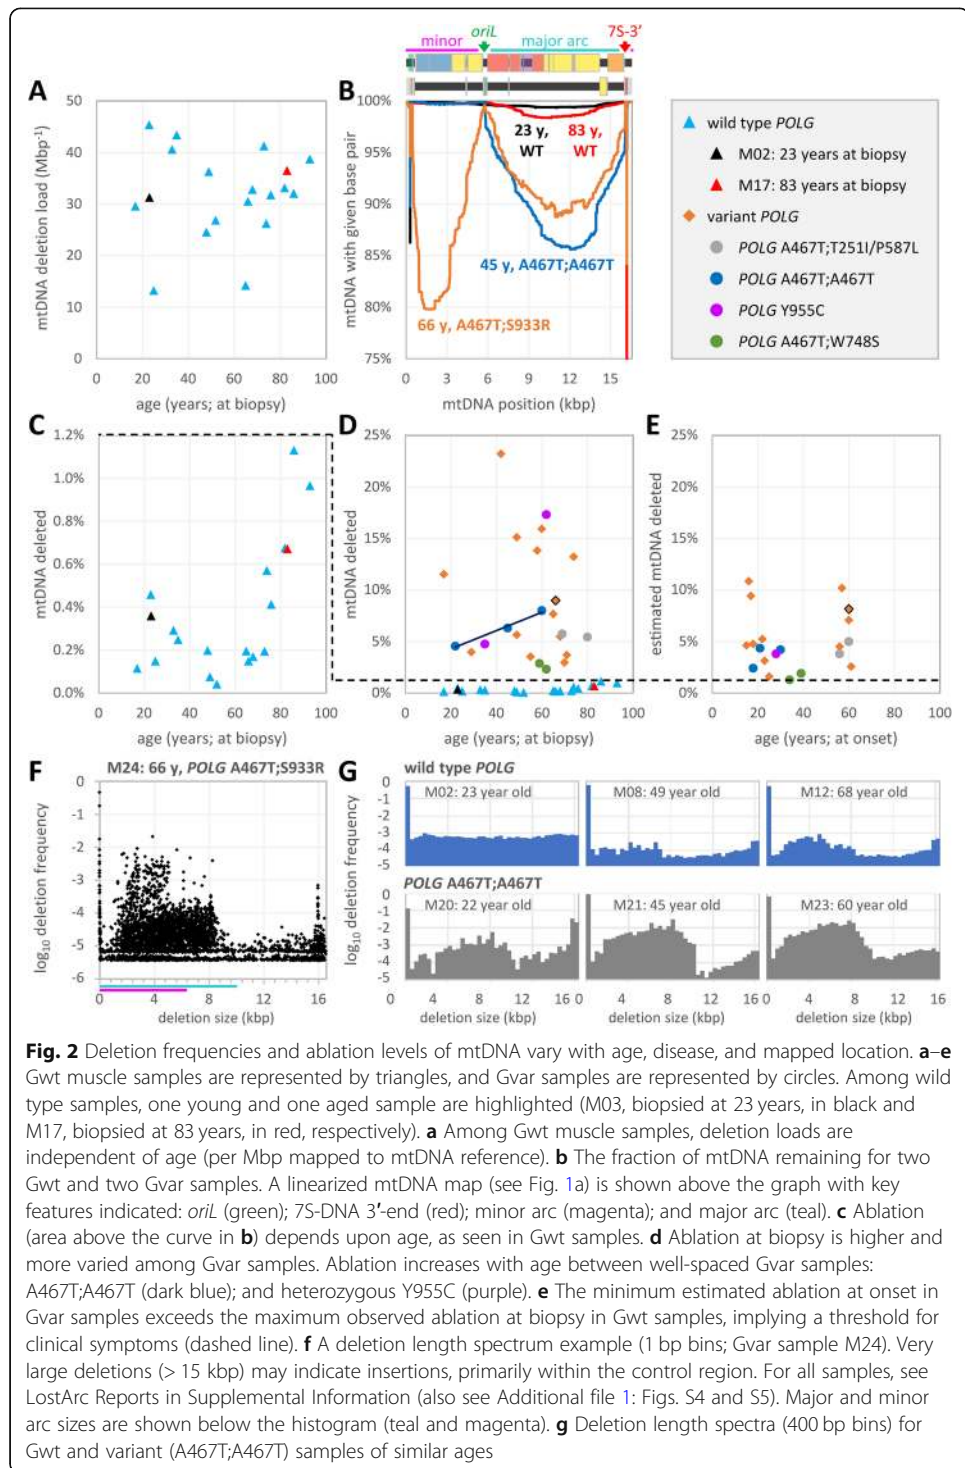 minor
oriL
major arc
7S-3′
A
mtDNA deletion load (Mbp-1)
50
40
30
20
10
0
0 20 40 60 80 100
age (years; at biopsy)
B
mtDNA with given base pair
100%
95%
90%
85%
80%
75%
23 y, WT
83 y, WT
45 y, A467T;A467T
66 y, A467T;S933R
0 3 6 9 12 15
mtDNA position (kbp)
wild type POLG
M02: 23 years at biopsy
M17: 83 years at biopsy
variant POLG
POLG A467T;T251I/P587L
POLG A467T;A467T
POLG Y955C
POLG A467T;W748S
C
mtDNA deleted
1.2%
1.0%
0.8%
0.6%
0.4%
0.2%
0.0%
0 20 40 60 80 100
age (years; at biopsy)
D
mtDNA deleted
25%
20%
15%
10%
5%
0%
0 20 40 60 80 100
age (years; at biopsy)
E
estimated mtDNA deleted
25%
20%
15%
10%
5%
0%
0 20 40 60 80 100
age (years; at onset)
F
M24: 66 y, POLG A467T;S933R
log10 deletion frequency
0
-1
-2
-3
-4
-5
-6
0 4 8 12 16
deletion size (kbp)
G
wild type POLG
log10 deletion frequency
0
-1
-2
-3
-4
-5
M02: 23 year old
M08: 49 year old
M12: 68 year old
POLG A467T;A467T
0
-1
-2
-3
-4
-5
M20: 22 year old
M21: 45 year old
M23: 60 year old
0 4 8 12 16
0 4 8 12 16
0 4 8 12 16
deletion size (kbp)
deletion size (kbp)
deletion size (kbp)
Fig. 2 Deletion frequencies and ablation levels of mtDNA vary with age, disease, and mapped location. a–e
Gwt muscle samples are represented by triangles, and Gvar samples are represented by circles. Among wild
type samples, one young and one aged sample are highlighted (M03, biopsied at 23 years, in black and
M17, biopsied at 83 years, in red, respectively). a Among Gwt muscle samples, deletion loads are
independent of age (per Mbp mapped to mtDNA reference). b The fraction of mtDNA remaining for two
Gwt and two Gvar samples. A linearized mtDNA map (see Fig. 1a) is shown above the graph with key
features indicated: oriL (green); 7S-DNA 3′-end (red); minor arc (magenta); and major arc (teal). c Ablation
(area above the curve in b) depends upon age, as seen in Gwt samples. d Ablation at biopsy is higher and
more varied among Gvar samples. Ablation increases with age between well-spaced Gvar samples:
A467T;A467T (dark blue); and heterozygous Y955C (purple). e The minimum estimated ablation at onset in
Gvar samples exceeds the maximum observed ablation at biopsy in Gwt samples, implying a threshold for
clinical symptoms (dashed line). f A deletion length spectrum example (1 bp bins; Gvar sample M24). Very
large deletions (> 15 kbp) may indicate insertions, primarily within the control region. For all samples, see
LostArc Reports in Supplemental Information (also see Additional file 1: Figs. S4 and S5). Major and minor
arc sizes are shown below the histogram (teal and magenta). g Deletion length spectra (400 bp bins) for
Gwt and variant (A467T;A467T) samples of similar ages